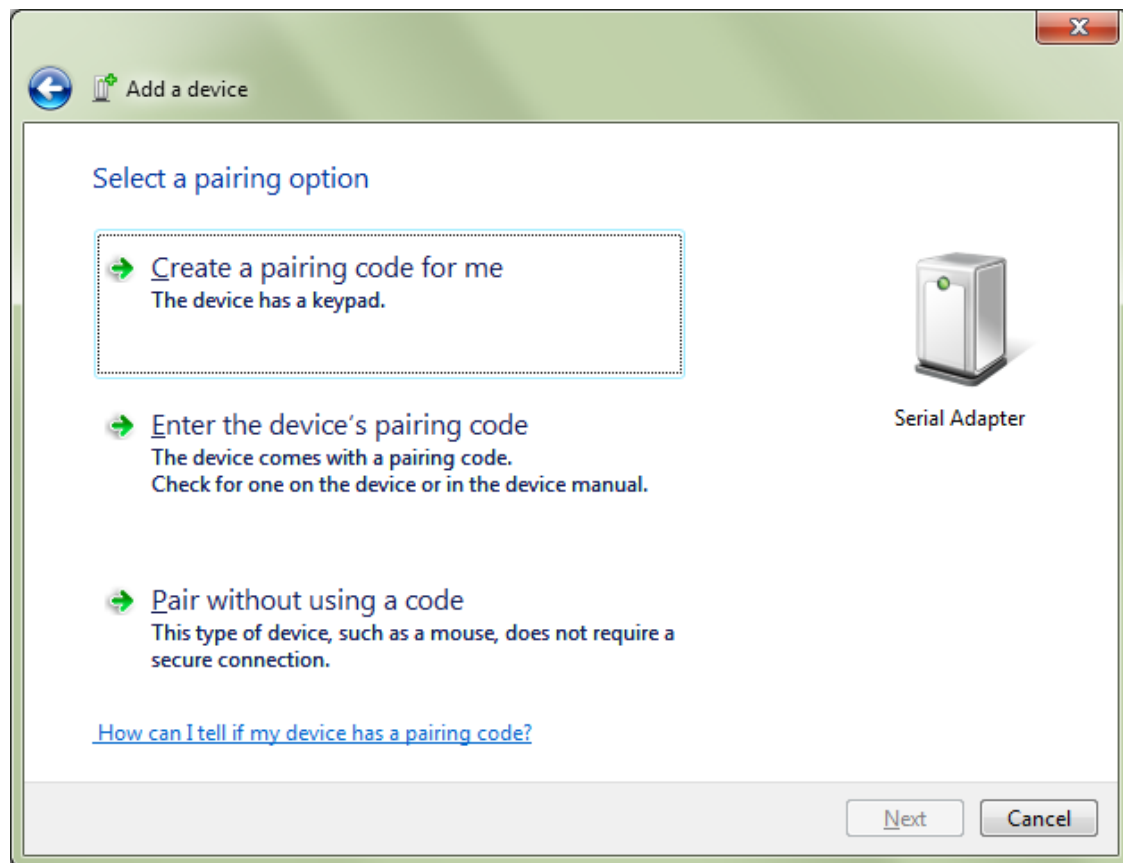 Add a device
Select a pairing option
Create a pairing code for me
The device has a keypad.
Serial Adapter
Enter the device's pairing code
The device comes with a pairing code.
Check for one on the device or in the device manual.
Pair without using a code
This type of device, such as a mouse, does not require a
secure connection.
How can I tell if my device has a pairing code?
Next
Cancel